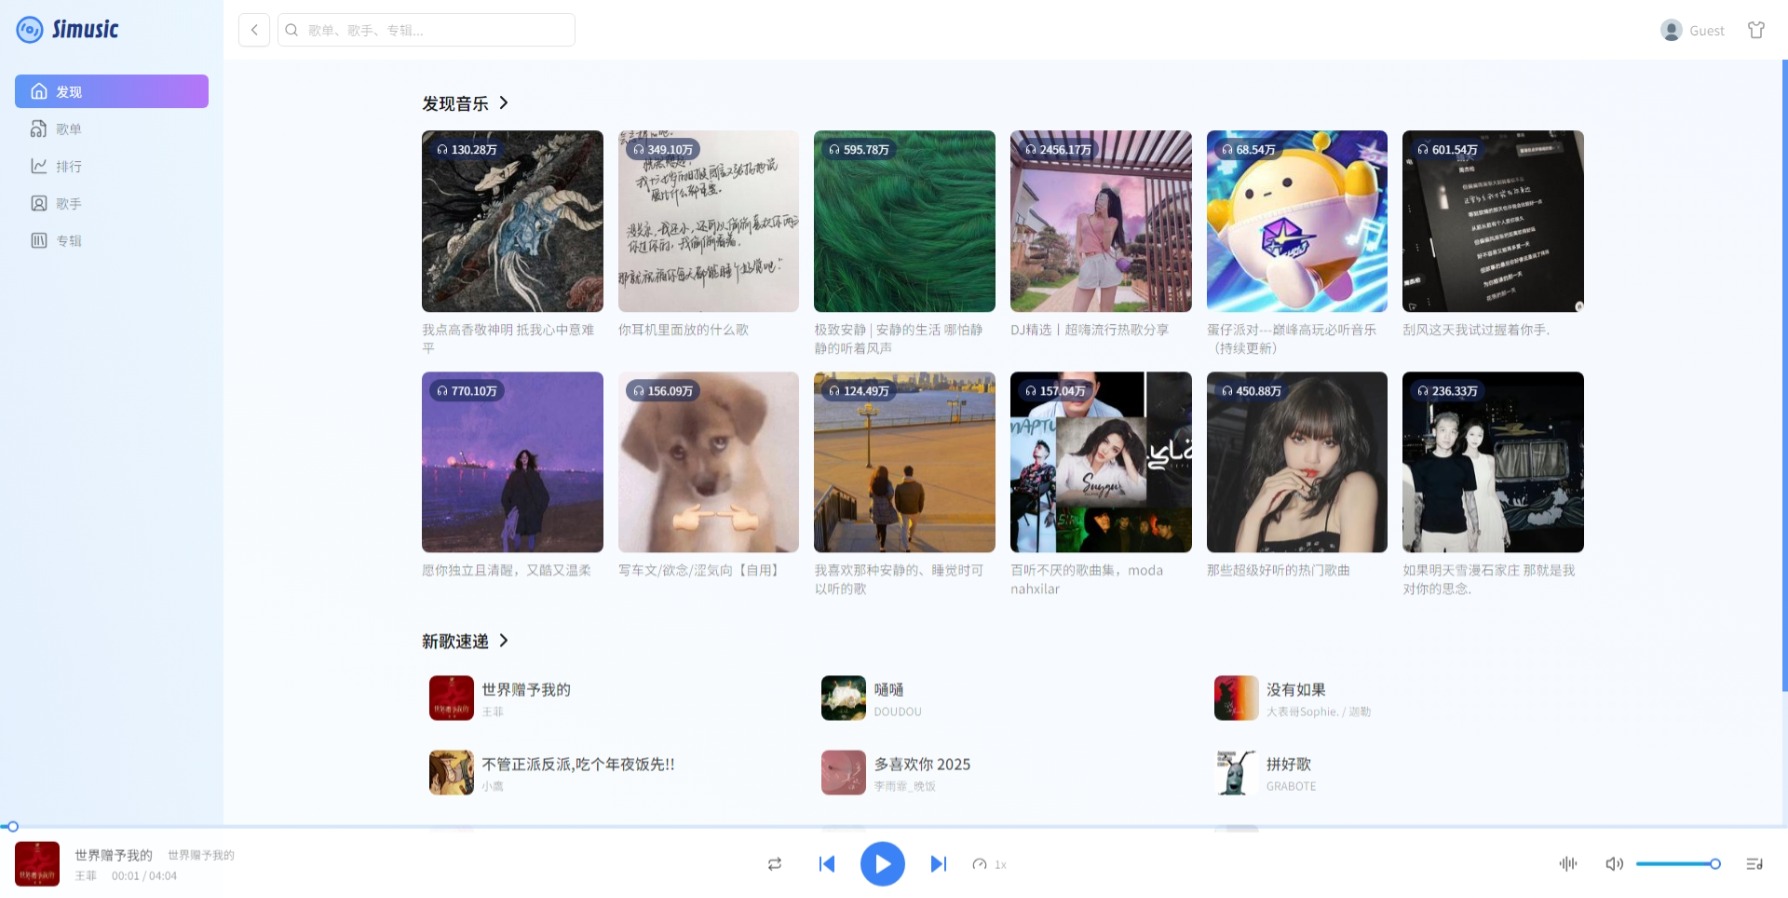 Simusic
歌单、歌手、专辑...
Guest
发现
歌单
排行
歌手
专辑
发现音乐
130.28万
349.10万
595.78万
2456.17万
68.54万
601.54万
我点高香敬神明 抵我心中意难
平
你耳机里面放的什么歌
极致安静 | 安静的生活 哪怕静
静的听着风声
DJ精选丨超嗨流行热歌分享
蛋仔派对---巅峰高玩必听音乐
（持续更新）
刮风这天我试过握着你手.
770.10万
156.09万
124.49万
157.04万
450.88万
236.33万
愿你独立且清醒，又酷又温柔
写车文/欲念/涩気向【自用】
我喜欢那种安静的、睡觉时可
以听的歌
百听不厌的歌曲集，moda
nahxilar
那些超级好听的热门歌曲
如果明天雪漫石家庄 那就是我
对你的思念.
新歌速递
世界赠予我的
王菲
嗵嗵
DOUDOU
没有如果
大表哥Sophie. / 迦勒
不管正派反派,吃个年夜饭先!!
小鹰
多喜欢你 2025
李雨霏_晚饭
拼好歌
GRABOTE
世界赠予我的 世界赠予我的
王菲 00:01 / 04:04
1x